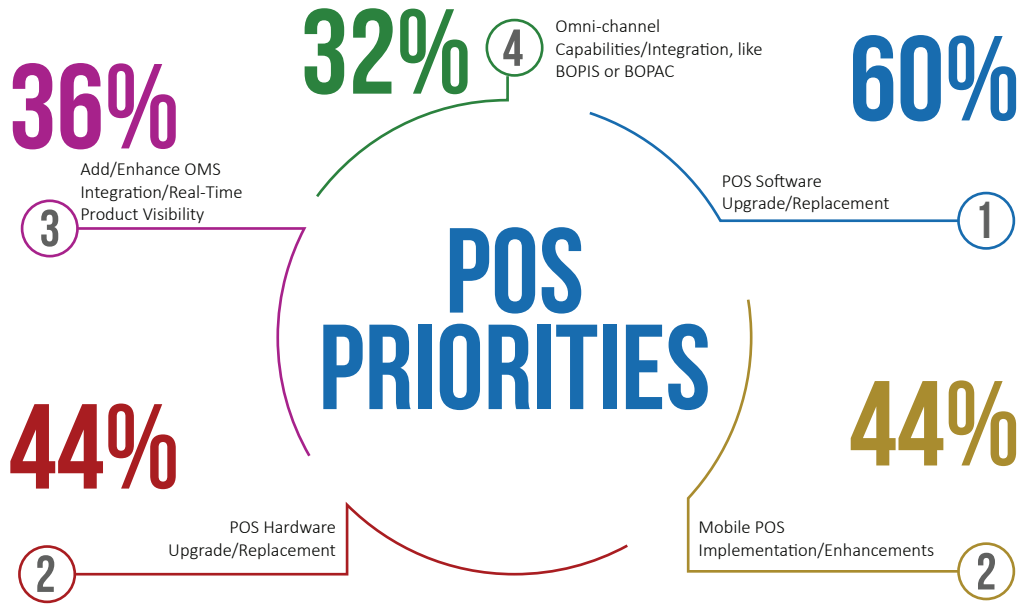 32%
4
Omni-channel
Capabilities/Integration, like
BOPIS or BOPAC
60%
POS Software
Upgrade/Replacement
1
36%
Add/Enhance OMS
Integration/Real-Time
Product Visibility
3
POS
PRIORITIES
44%
POS Hardware
Upgrade/Replacement
2
44%
Mobile POS
Implementation/Enhancements
2